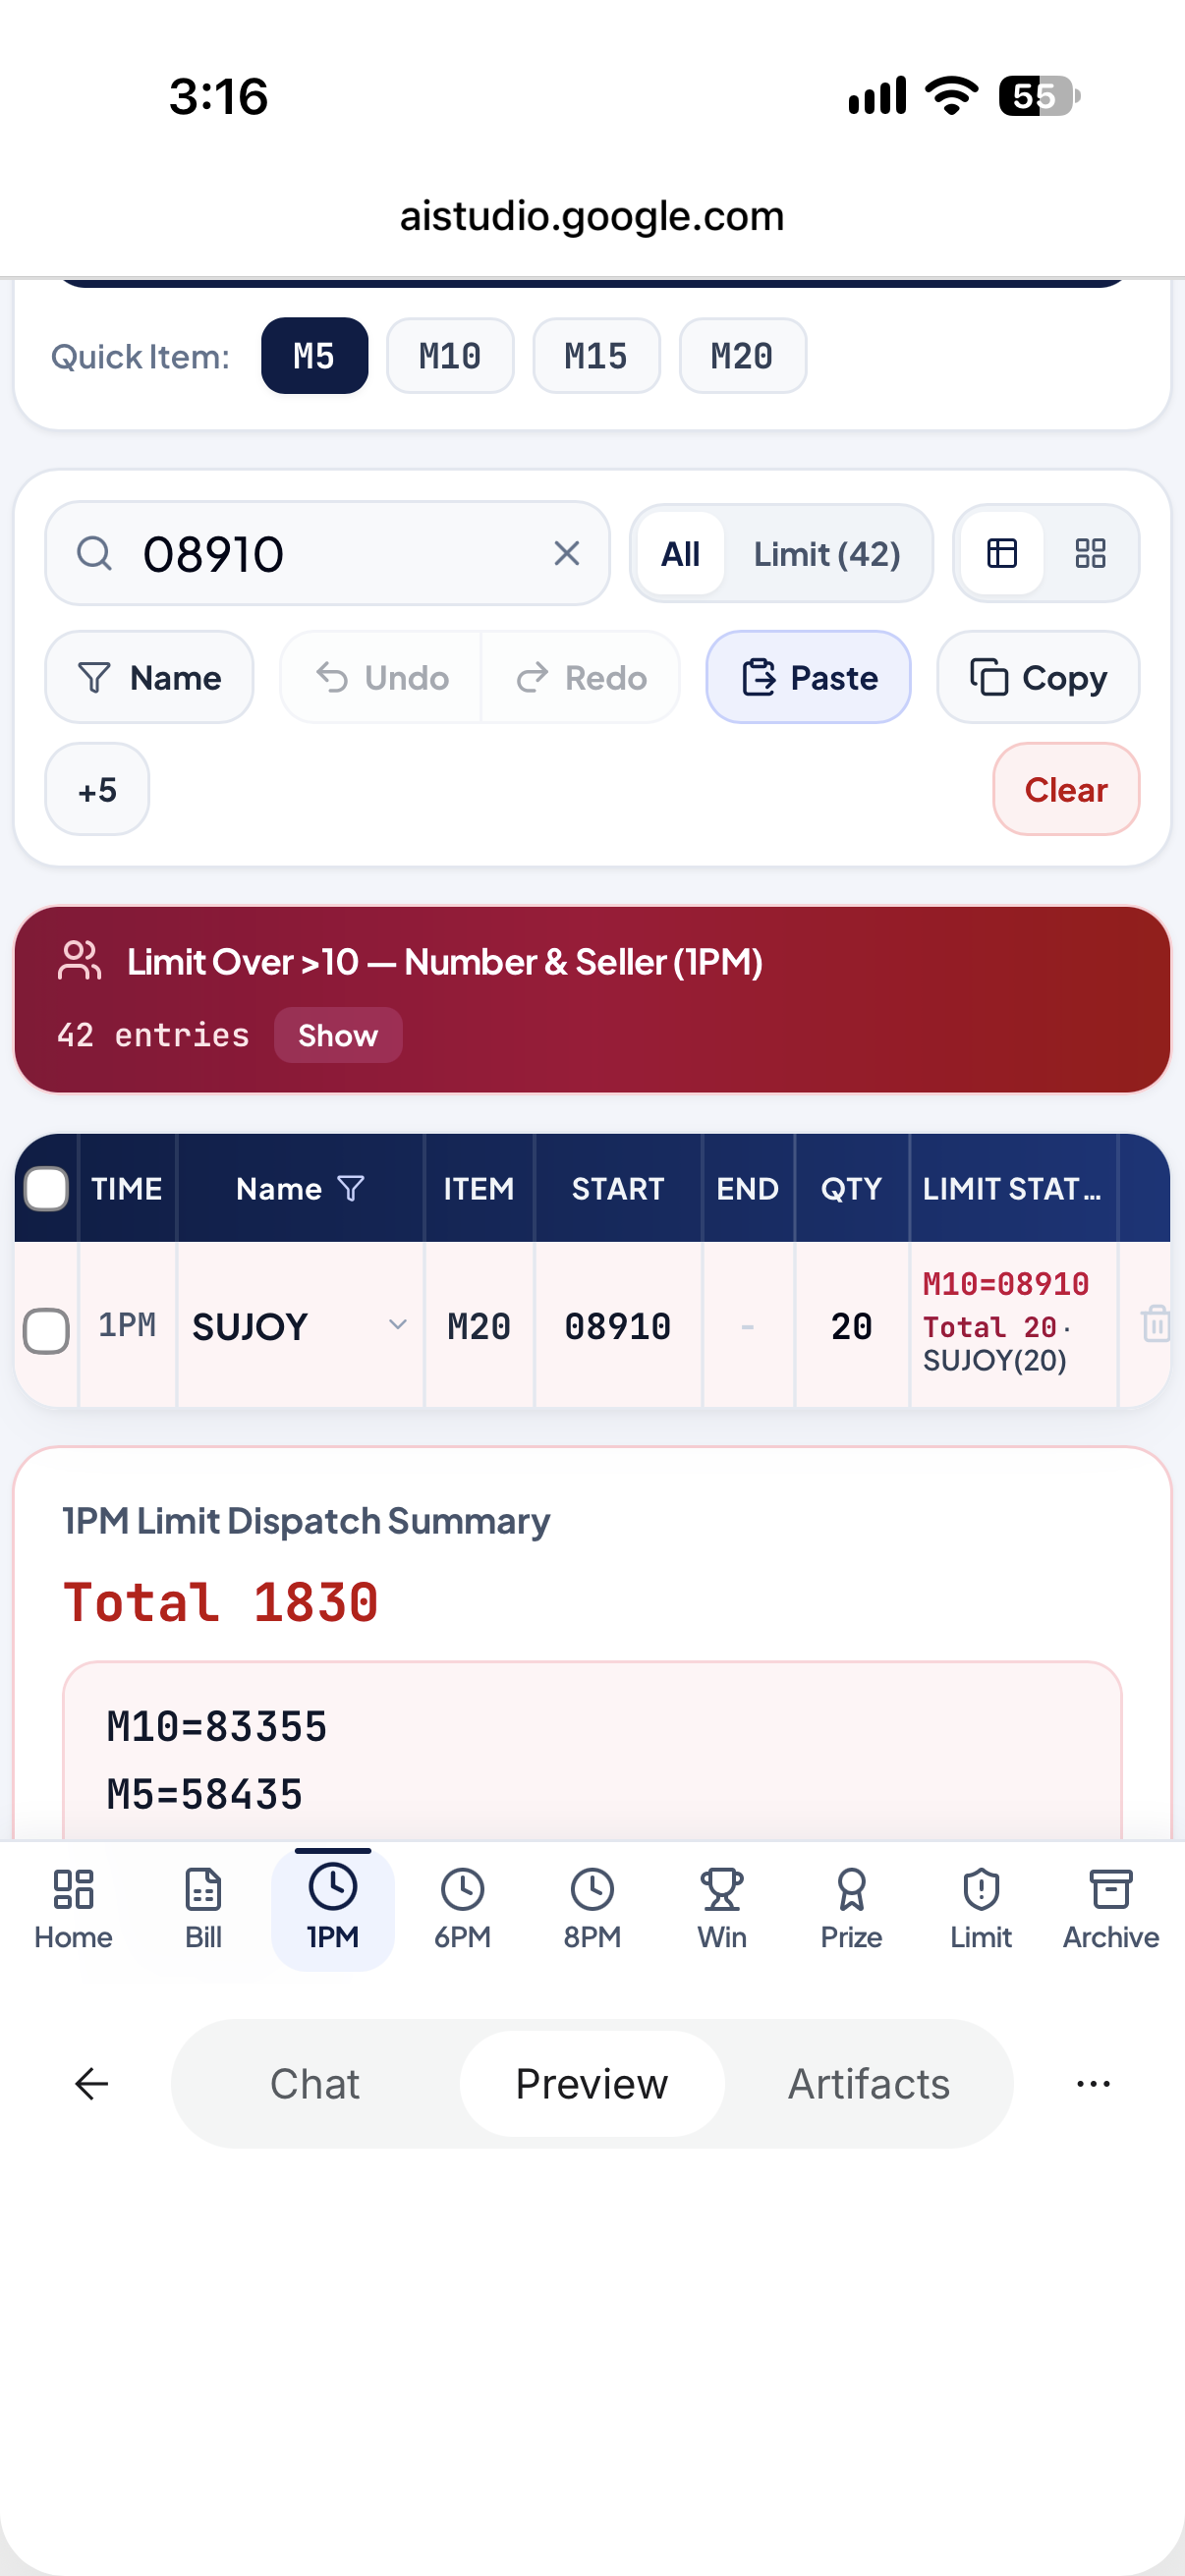 3:16
55
aistudio.google.com
Quick Item: M5 M10 M15 M20
08910 All Limit (42)
Name Undo Redo Paste Copy
+5 Clear
Limit Over >10 — Number & Seller (1PM)
42 entries Show
TIME Name ITEM START END QTY LIMIT STAT...
1PM SUJOY M20 08910 - 20 M10=08910
Total 20 ·
SUJOY(20)
1PM Limit Dispatch Summary
Total 1830
M10=83355
M5=58435
Home Bill 1PM 6PM 8PM Win Prize Limit Archive
Chat Preview Artifacts